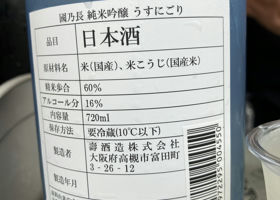 國乃長 純米吟醸 うすにごり
品目 日本酒
原材料名 米(国産)、米こうじ(国産米)
精米歩合 60%
アルコール分 16%
内容量 720ml
保存方法 要冷蔵(10℃以下)
製造者 壽酒造株式会社
大阪府高槻市富田町
3-26-12
製造年月